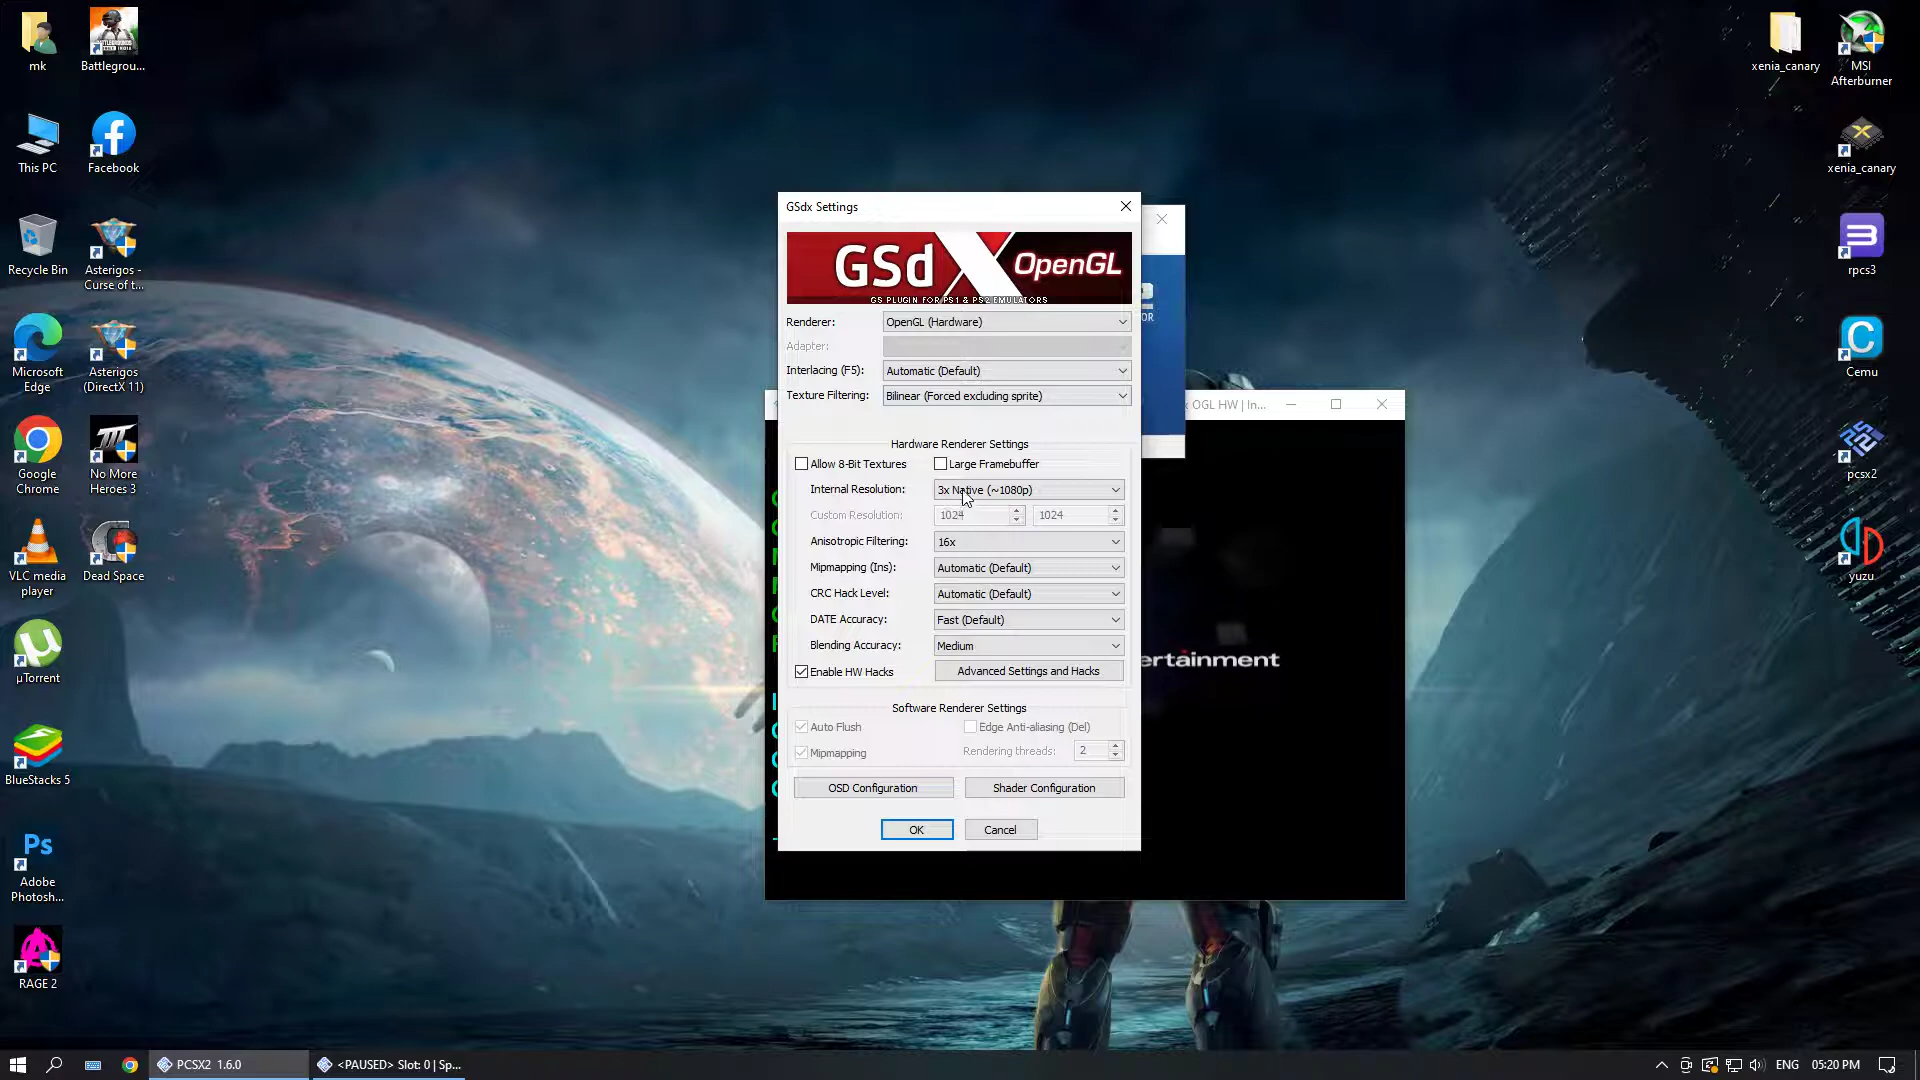 mk
Battlegrou...
This PC
Facebook
Recycle Bin
Asterigos -
Curse of t...
Microsoft
Edge
Asterigos
(DirectX 11)
Google
Chrome
No More
Heroes 3
VLC media
player
Dead Space
µTorrent
BlueStacks 5
Ps
Adobe
Photosh...
RAGE 2
xenia_canary
MSI
Afterburner
xenia_canary
rpcs3
Cemu
pcsx2
yuzu
GSdx Settings
GSdX OpenGL
GS PLUGIN FOR PS1 & PS2 EMULATORS
Renderer: OpenGL (Hardware)
Adapter:
Interlacing (F5): Automatic (Default)
Texture Filtering: Bilinear (Forced excluding sprite)
Hardware Renderer Settings
Allow 8-Bit Textures Large Framebuffer
Internal Resolution: 3x Native (~1080p)
Custom Resolution: 1024 1024
Anisotropic Filtering: 16x
Mipmapping (Ins): Automatic (Default)
CRC Hack Level: Automatic (Default)
DATE Accuracy: Fast (Default)
Blending Accuracy: Medium
Enable HW Hacks Advanced Settings and Hacks
Software Renderer Settings
Auto Flush Edge Anti-aliasing (Del)
Mipmapping Rendering threads: 2
OSD Configuration Shader Configuration
OK Cancel
OR
OGL HW | In...
ertainment
PCSX2 1.6.0
<PAUSED> Slot: 0 | Sp...
ENG 05:20 PM